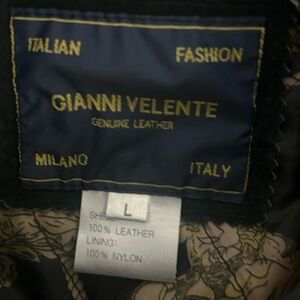 ITALIAN FASHION
GIANNI VELENTE
GENUINE LEATHER
MILANO ITALY
L
100% LEATHER
LINING:
100% NYLON